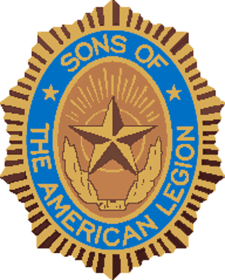 SONS OF
THE AMERICAN LEGION